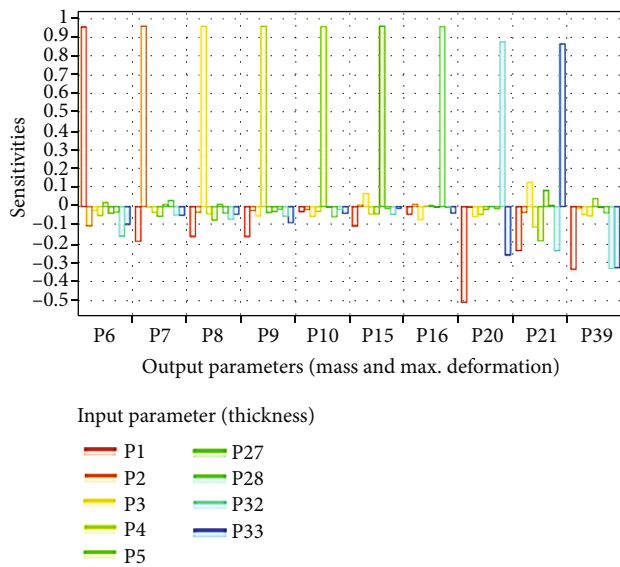 Sensitivities
1
0.9
0.8
0.7
0.6
0.5
0.4
0.3
0.2
0.1
0
−0.1
−0.2
−0.3
−0.4
−0.5
P6 P7 P8 P9 P10 P15 P16 P20 P21 P39
Output parameters (mass and max. deformation)
Input parameter (thickness)
P1
P2
P3
P4
P5
P27
P28
P32
P33